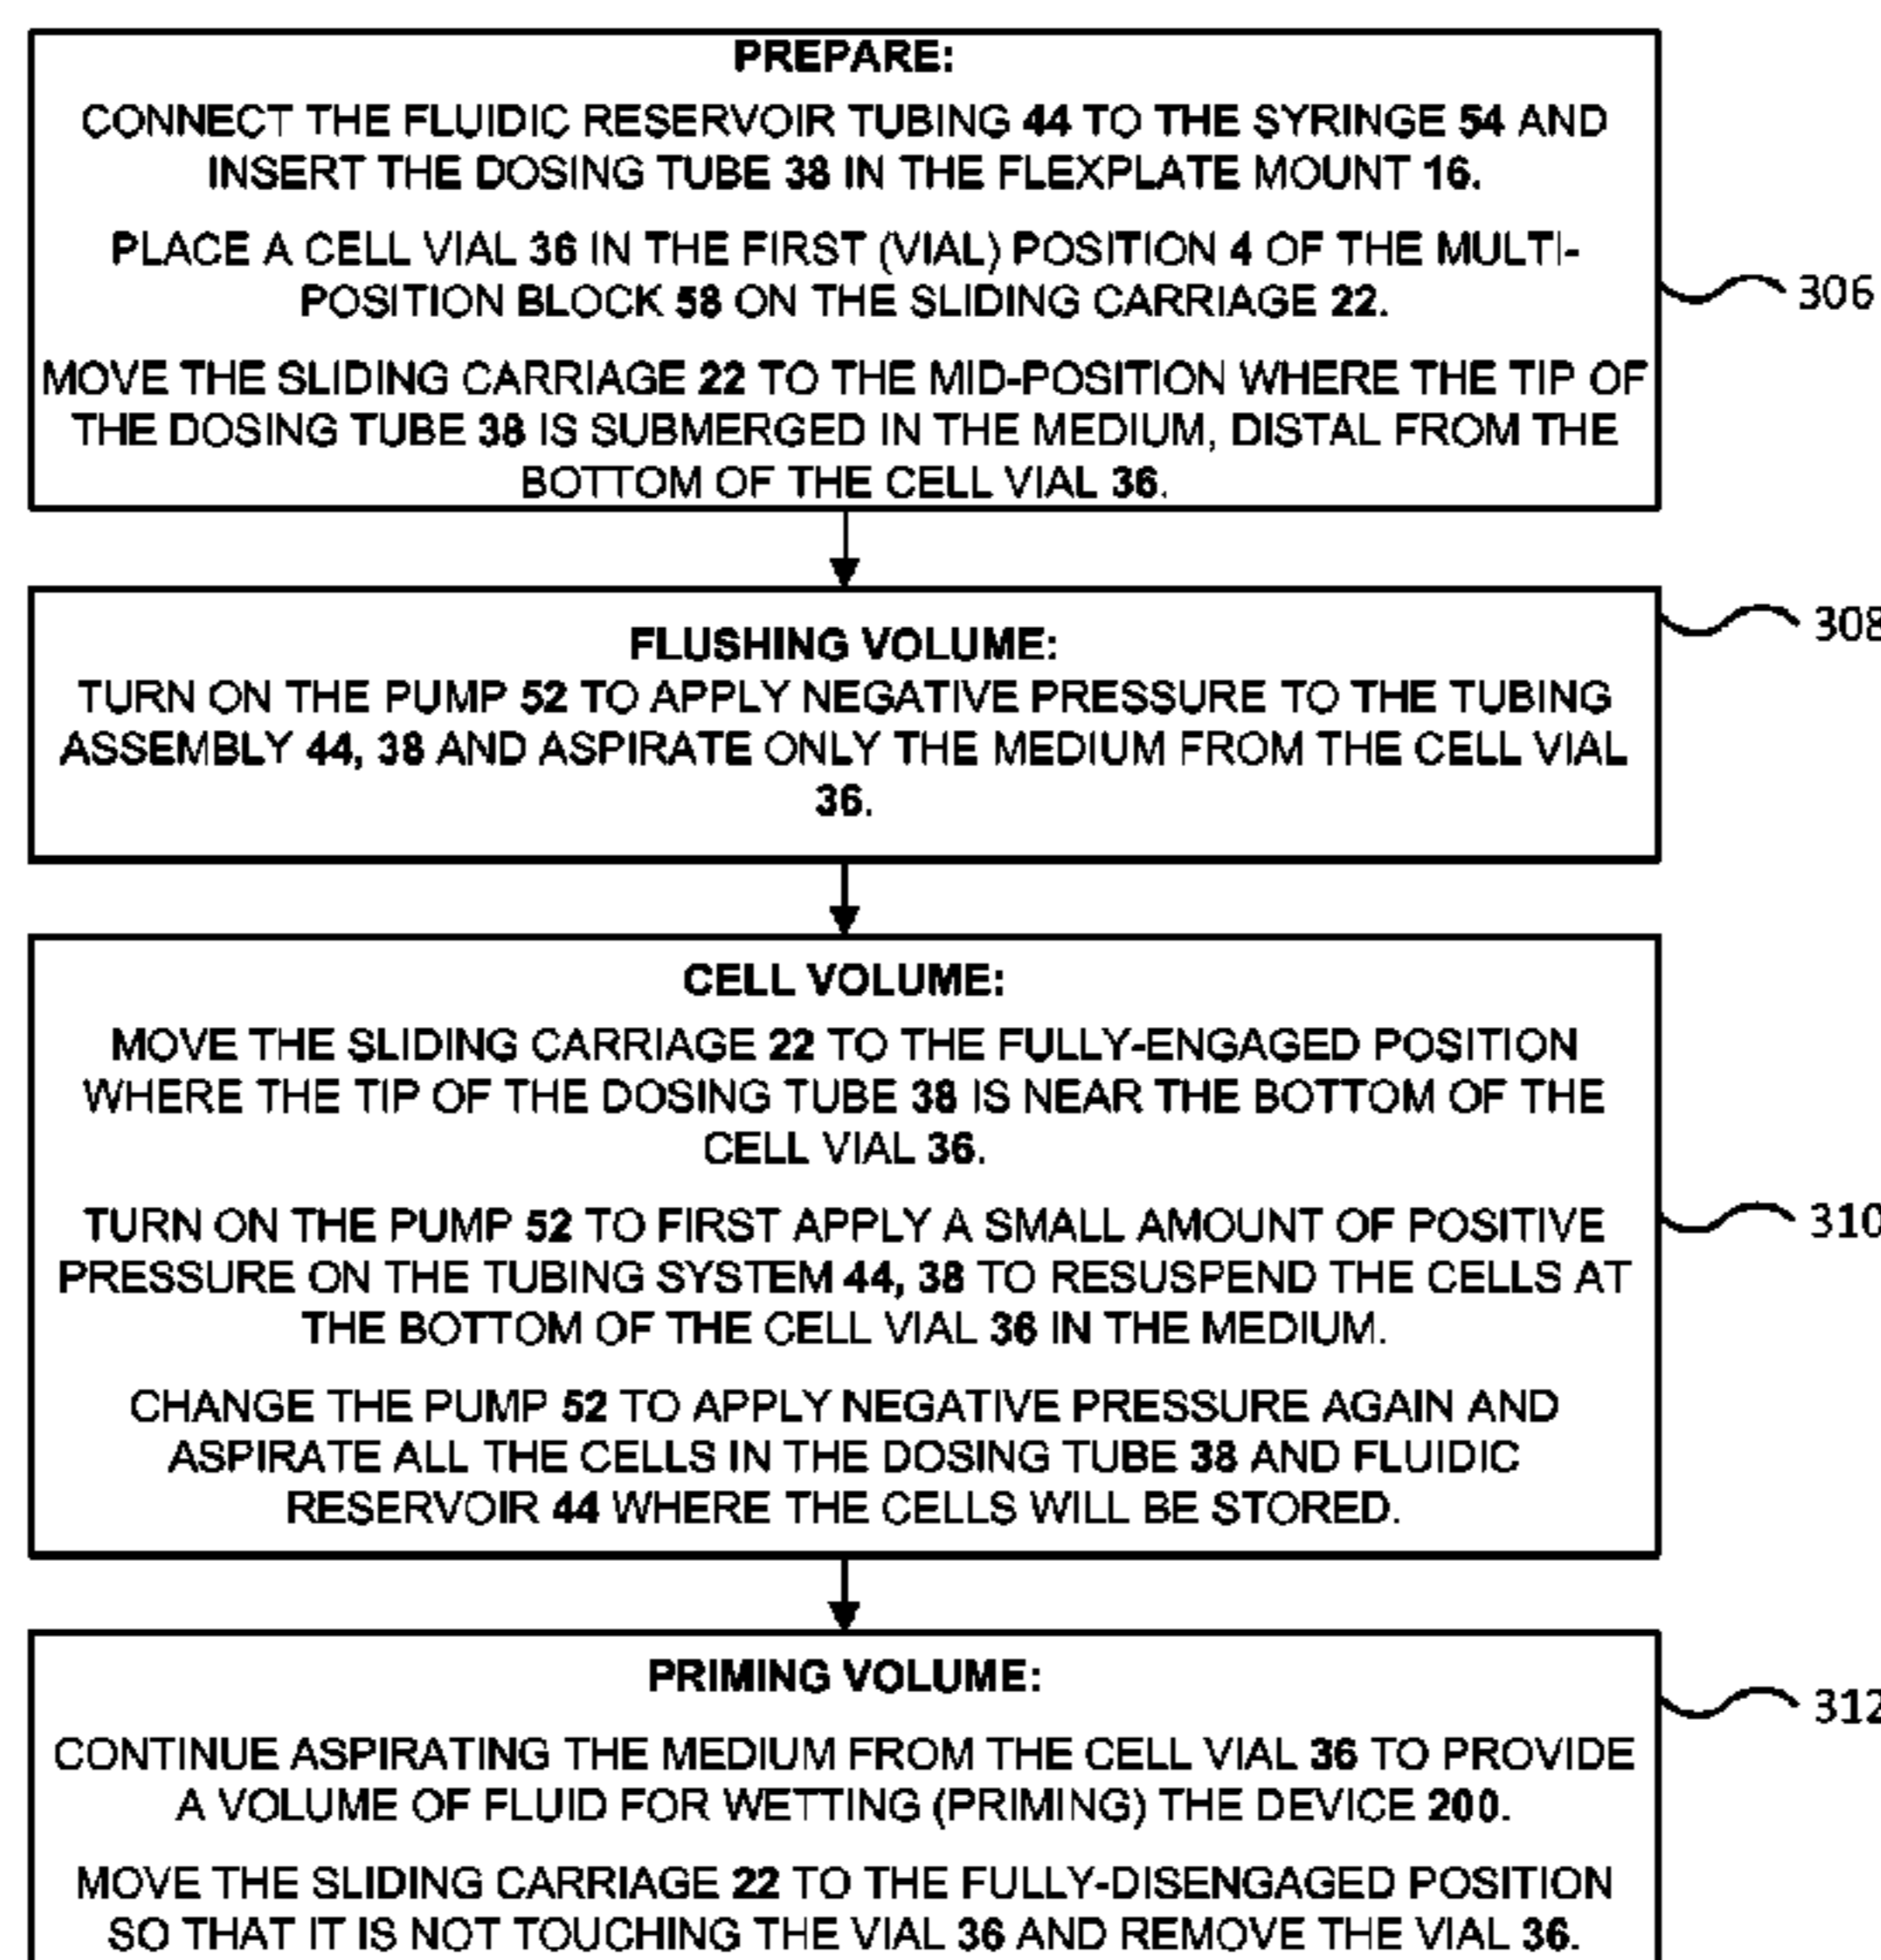 PREPARE:
CONNECT THE FLUIDIC RESERVOIR TUBING 44 TO THE SYRINGE 54 AND
INSERT THE DOSING TUBE 38 IN THE FLEXPLATE MOUNT 16.
PLACE A CELL VIAL 36 IN THE FIRST (VIAL) POSITION 4 OF THE MULTI-
POSITION BLOCK 58 ON THE SLIDING CARRIAGE 22.
MOVE THE SLIDING CARRIAGE 22 TO THE MID-POSITION WHERE THE TIP OF
THE DOSING TUBE 38 IS SUBMERGED IN THE MEDIUM, DISTAL FROM THE
BOTTOM OF THE CELL VIAL 36.
306
FLUSHING VOLUME:
TURN ON THE PUMP 52 TO APPLY NEGATIVE PRESSURE TO THE TUBING
ASSEMBLY 44, 38 AND ASPIRATE ONLY THE MEDIUM FROM THE CELL VIAL
36.
308
CELL VOLUME:
MOVE THE SLIDING CARRIAGE 22 TO THE FULLY-ENGAGED POSITION
WHERE THE TIP OF THE DOSING TUBE 38 IS NEAR THE BOTTOM OF THE
CELL VIAL 36.
TURN ON THE PUMP 52 TO FIRST APPLY A SMALL AMOUNT OF POSITIVE
PRESSURE ON THE TUBING SYSTEM 44, 38 TO RESUSPEND THE CELLS AT
THE BOTTOM OF THE CELL VIAL 36 IN THE MEDIUM.
CHANGE THE PUMP 52 TO APPLY NEGATIVE PRESSURE AGAIN AND
ASPIRATE ALL THE CELLS IN THE DOSING TUBE 38 AND FLUIDIC
RESERVOIR 44 WHERE THE CELLS WILL BE STORED.
310
PRIMING VOLUME:
CONTINUE ASPIRATING THE MEDIUM FROM THE CELL VIAL 36 TO PROVIDE
A VOLUME OF FLUID FOR WETTING (PRIMING) THE DEVICE 200.
MOVE THE SLIDING CARRIAGE 22 TO THE FULLY-DISENGAGED POSITION
SO THAT IT IS NOT TOUCHING THE VIAL 36 AND REMOVE THE VIAL 36.
312